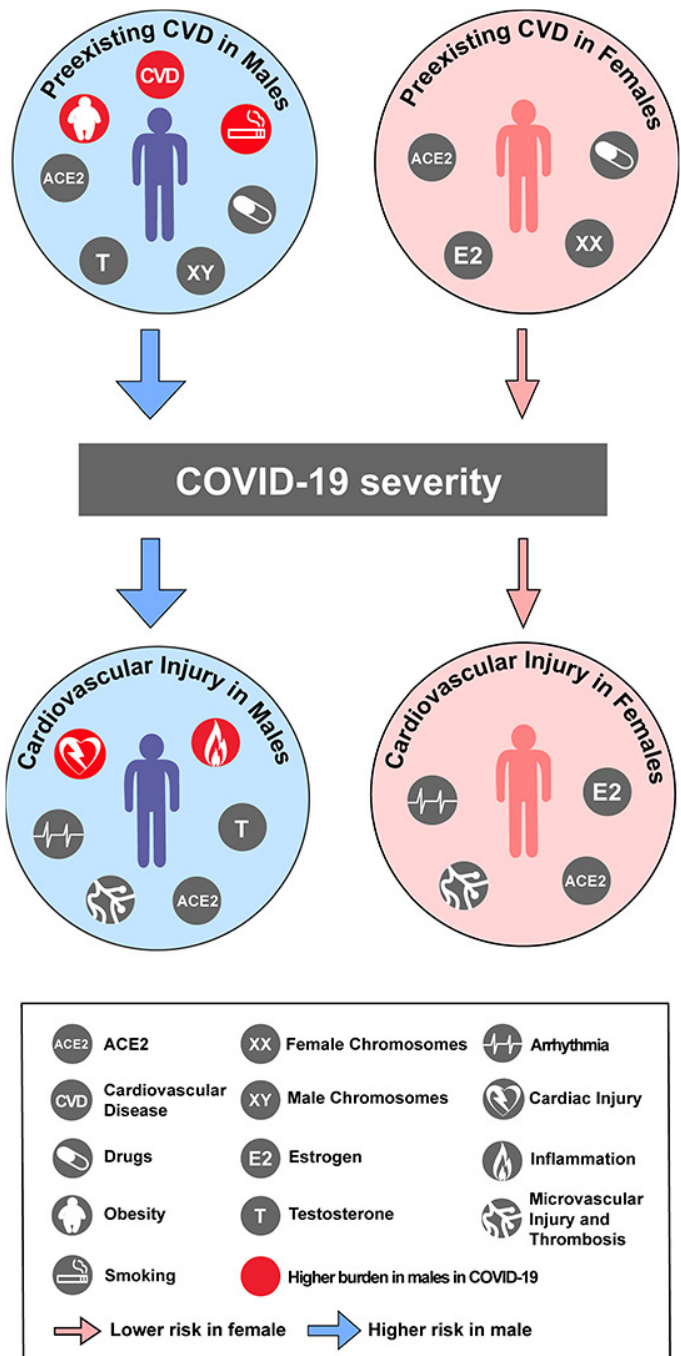 Preexisting CVD in Males
Preexisting CVD in Females
CVD
ACE2
T
XY
ACE2
E2
XX
COVID-19 severity
Cardiovascular Injury in Males
Cardiovascular Injury in Females
T
ACE2
E2
ACE2
ACE2 ACE2
XX Female Chromosomes
Arrhythmia
CVD Cardiovascular
Disease
XY Male Chromosomes
Cardiac Injury
Drugs
E2 Estrogen
Inflammation
Obesity
T Testosterone
Microvascular
Injury and
Thrombosis
Smoking
Higher burden in males in COVID-19
Lower risk in female
Higher risk in male